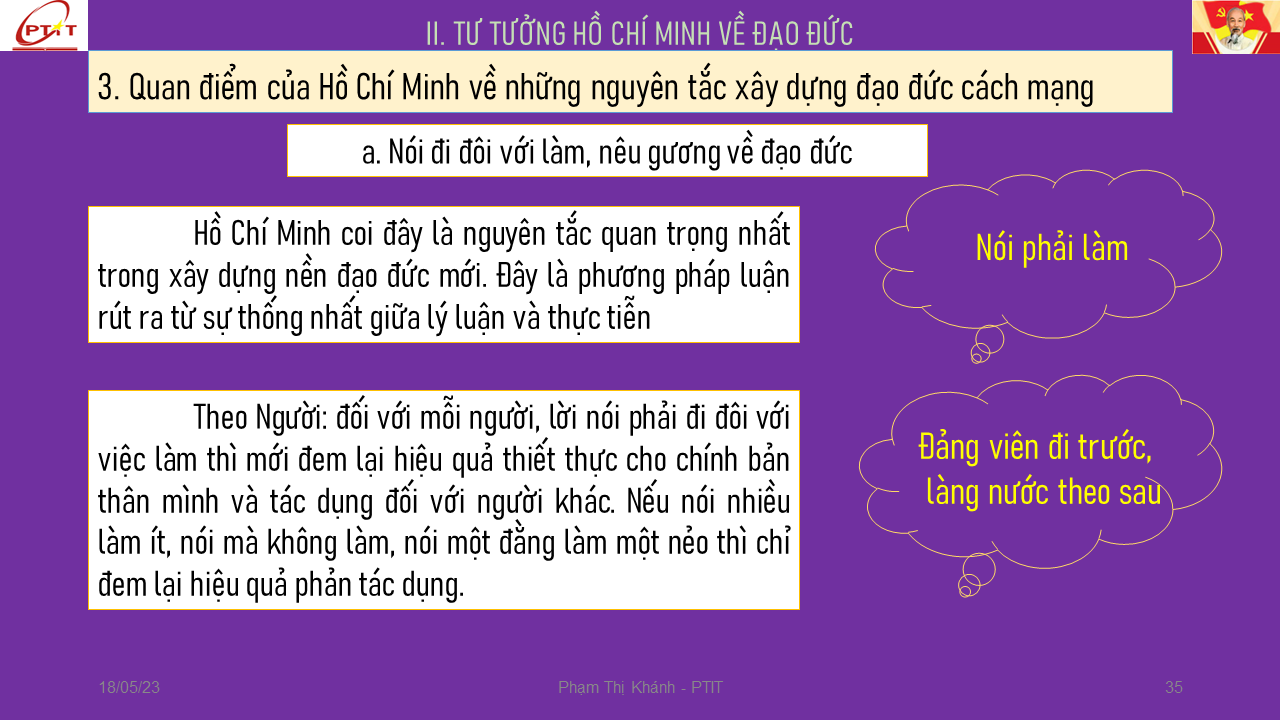 PTIT
II. TƯ TƯỞNG HỒ CHÍ MINH VỀ ĐẠO ĐỨC
3. Quan điểm của Hồ Chí Minh về những nguyên tắc xây dựng đạo đức cách mạng
a. Nói đi đôi với làm, nêu gương về đạo đức
Hồ Chí Minh coi đây là nguyên tắc quan trọng nhất
trong xây dựng nền đạo đức mới. Đây là phương pháp luận
rút ra từ sự thống nhất giữa lý luận và thực tiễn
Nói phải làm
Theo Người: đối với mỗi người, lời nói phải đi đôi với
việc làm thì mới đem lại hiệu quả thiết thực cho chính bản
thân mình và tác dụng đối với người khác. Nếu nói nhiều
làm ít, nói mà không làm, nói một đằng làm một nẻo thì chỉ
đem lại hiệu quả phản tác dụng.
Đảng viên đi trước,
làng nước theo sau
18/05/23
Phạm Thị Khánh - PTIT
35